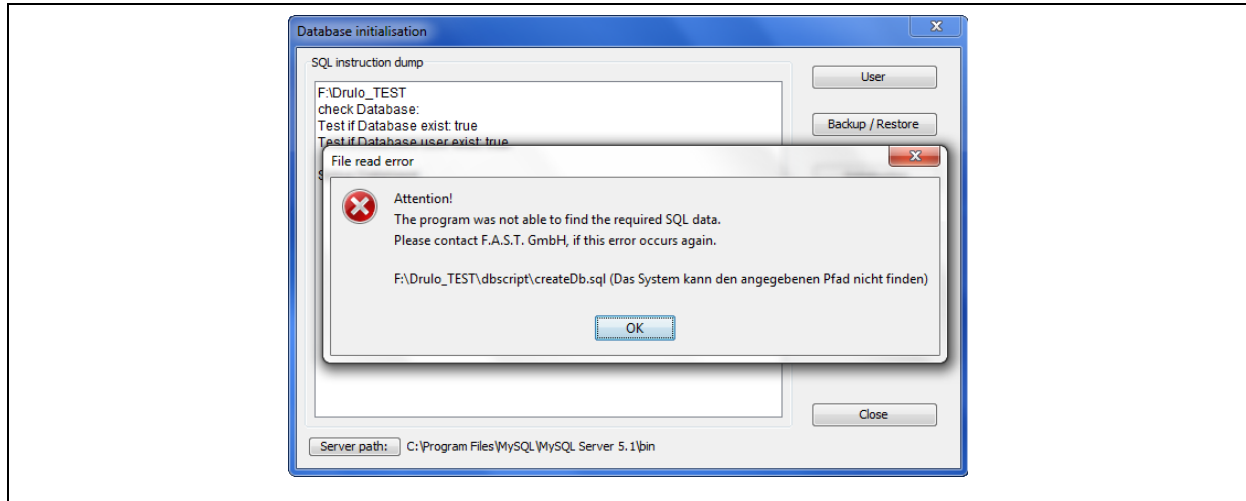 Database initialisation
SQL instruction dump
User
F:\Drulo_TEST
check Database:
Test if Database exist: true
Backup / Restore
Test if Database user exist: true
File read error
Attention!
The program was not able to find the required SQL data.
Please contact F.A.S.T. GmbH, if this error occurs again.
F:\Drulo_TEST\dbscript\createDb.sql (Das System kann den angegebenen Pfad nicht finden)
OK
Close
Server path: C:\Program Files\MySQL\MySQL Server 5.1\bin